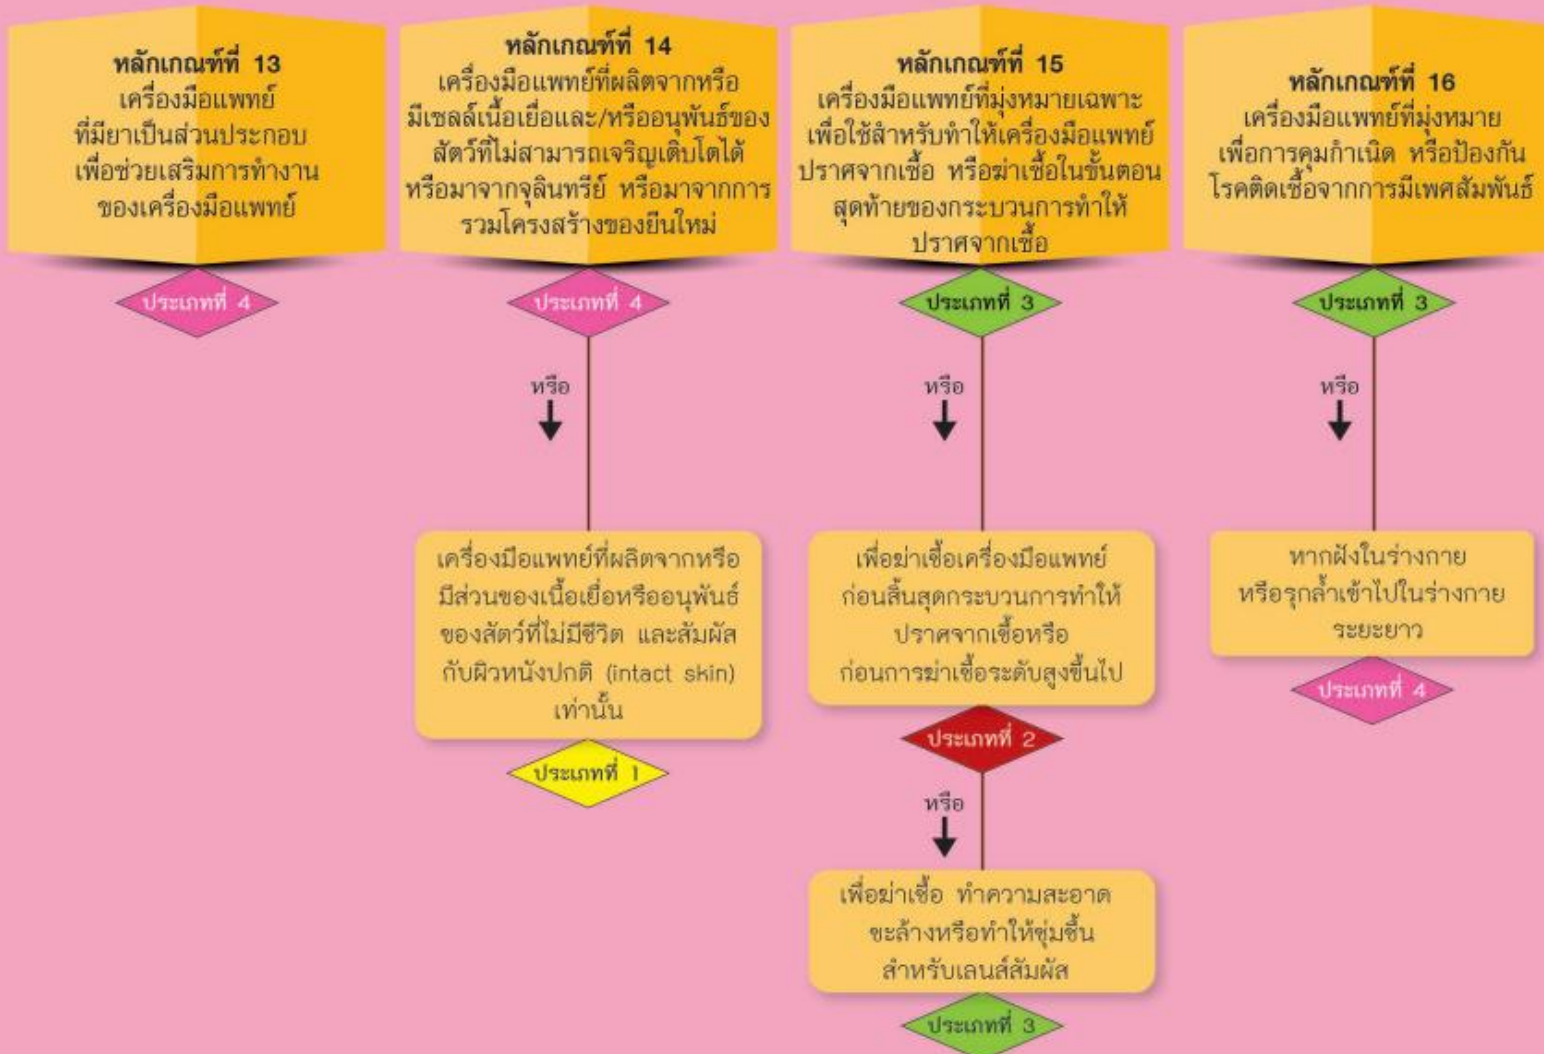 หลักเกณฑ์ที่ 13
เครื่องมือแพทย์
ที่มียาเป็นส่วนประกอบ
เพื่อช่วยเสริมการทำงาน
ของเครื่องมือแพทย์
ประเภทที่ 4
หลักเกณฑ์ที่ 14
เครื่องมือแพทย์ที่ผลิตจากหรือ
มีเซลล์เนื้อเยื่อและ/หรืออนุพันธ์ของ
สัตว์ที่ไม่สามารถเจริญเติบโตได้
หรือมาจากจุลินทรีย์ หรือมาจากการ
รวมโครงสร้างของยีนใหม่
ประเภทที่ 4
หรือ
เครื่องมือแพทย์ที่ผลิตจากหรือ
มีส่วนของเนื้อเยื่อหรืออนุพันธ์
ของสัตว์ที่ไม่มีชีวิต และสัมผัส
กับผิวหนังปกติ (intact skin)
เท่านั้น
ประเภทที่ 1
หลักเกณฑ์ที่ 15
เครื่องมือแพทย์ที่มุ่งหมายเฉพาะ
เพื่อใช้สำหรับทำให้เครื่องมือแพทย์
ปราศจากเชื้อ หรือฆ่าเชื้อในขั้นตอน
สุดท้ายของกระบวนการทำให้
ปราศจากเชื้อ
ประเภทที่ 3
หรือ
เพื่อฆ่าเชื้อเครื่องมือแพทย์
ก่อนสิ้นสุดกระบวนการทำให้
ปราศจากเชื้อหรือ
ก่อนการฆ่าเชื้อระดับสูงขึ้นไป
ประเภทที่ 2
หรือ
เพื่อฆ่าเชื้อ ทำความสะอาด
ชะล้างหรือทำให้ชุ่มชื้น
สำหรับเลนส์สัมผัส
ประเภทที่ 3
หลักเกณฑ์ที่ 16
เครื่องมือแพทย์ที่มุ่งหมาย
เพื่อการคุมกำเนิด หรือป้องกัน
โรคติดเชื้อจากการมีเพศสัมพันธ์
ประเภทที่ 3
หรือ
หากฝังในร่างกาย
หรือรุกล้ำเข้าไปในร่างกาย
ระยะยาว
ประเภทที่ 4